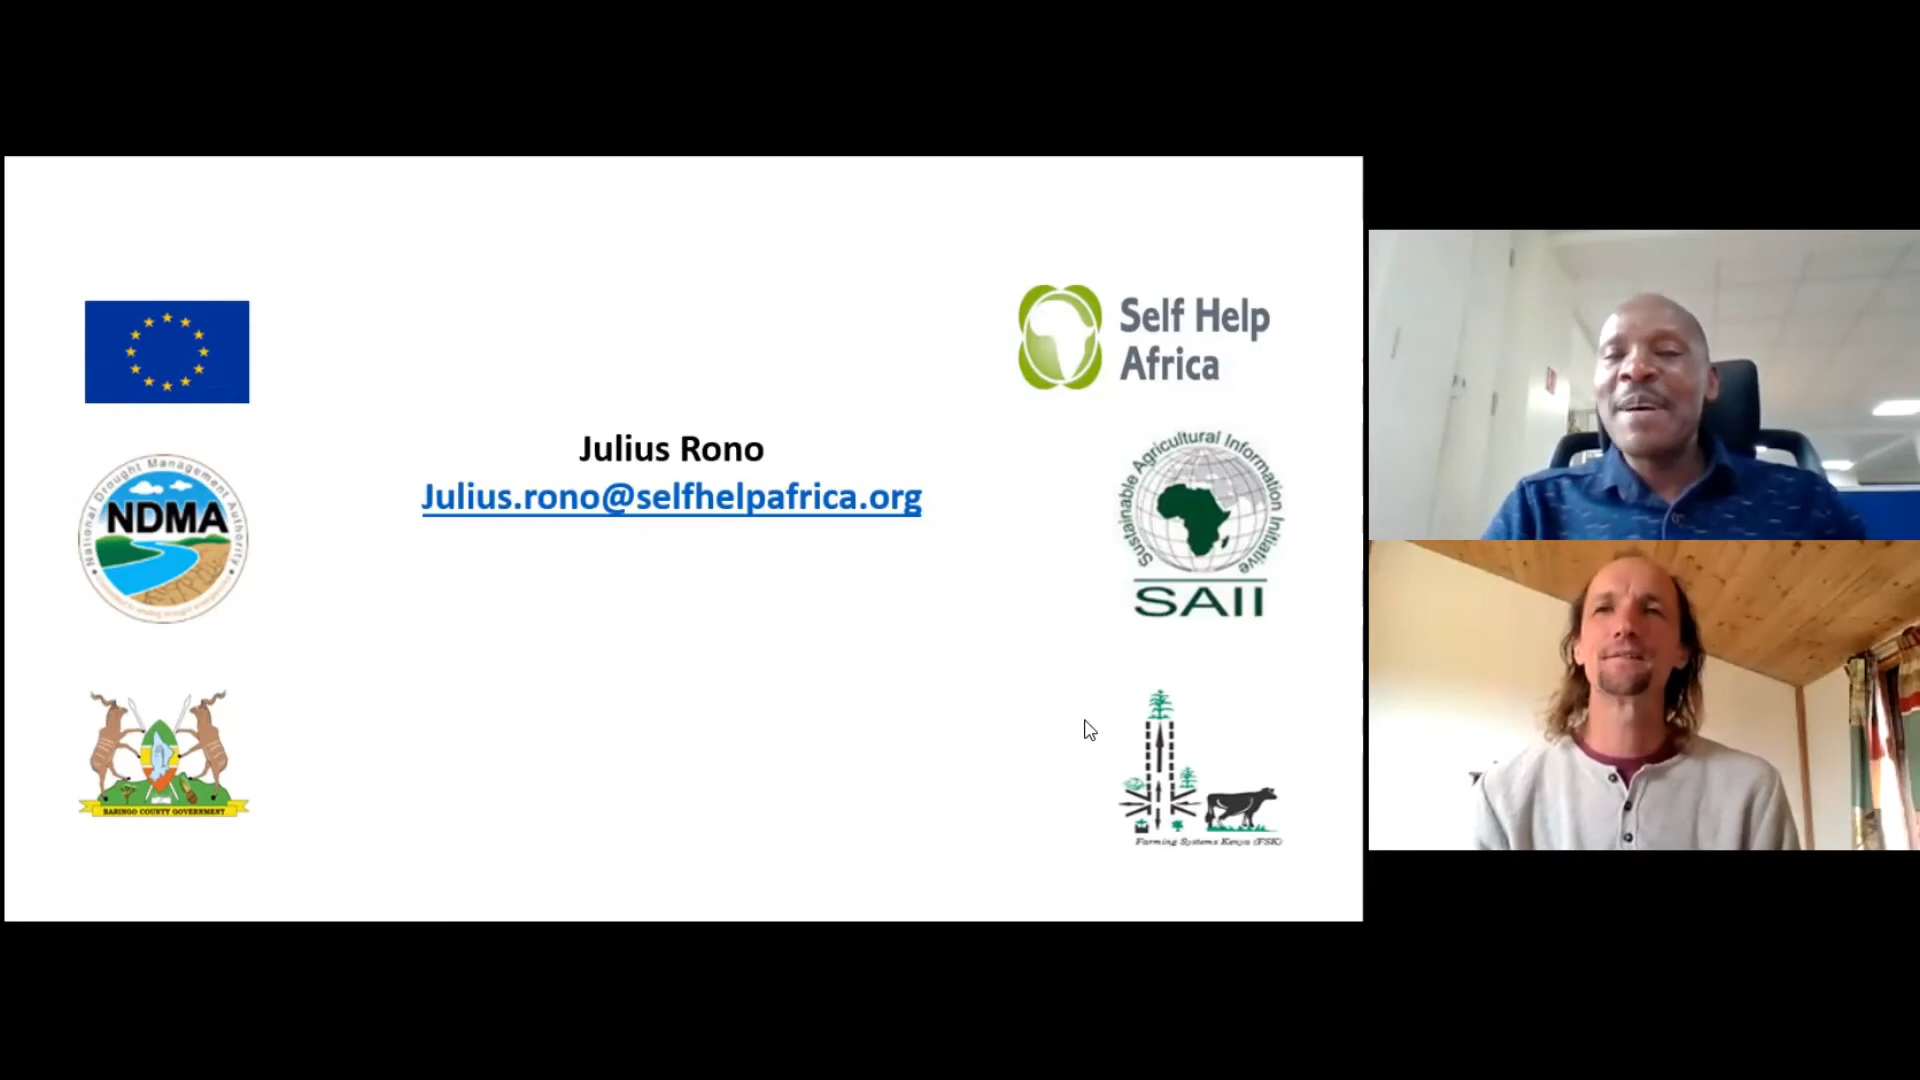 Self Help
Africa
Julius Rono
Julius.rono@selfhelpafrica.org
National Drought Management Authority
NDMA
Sustainable Agricultural Information Initiative
SAII
BARINGO COUNTY GOVERNMENT
Farming Systems Kenya (FSK)